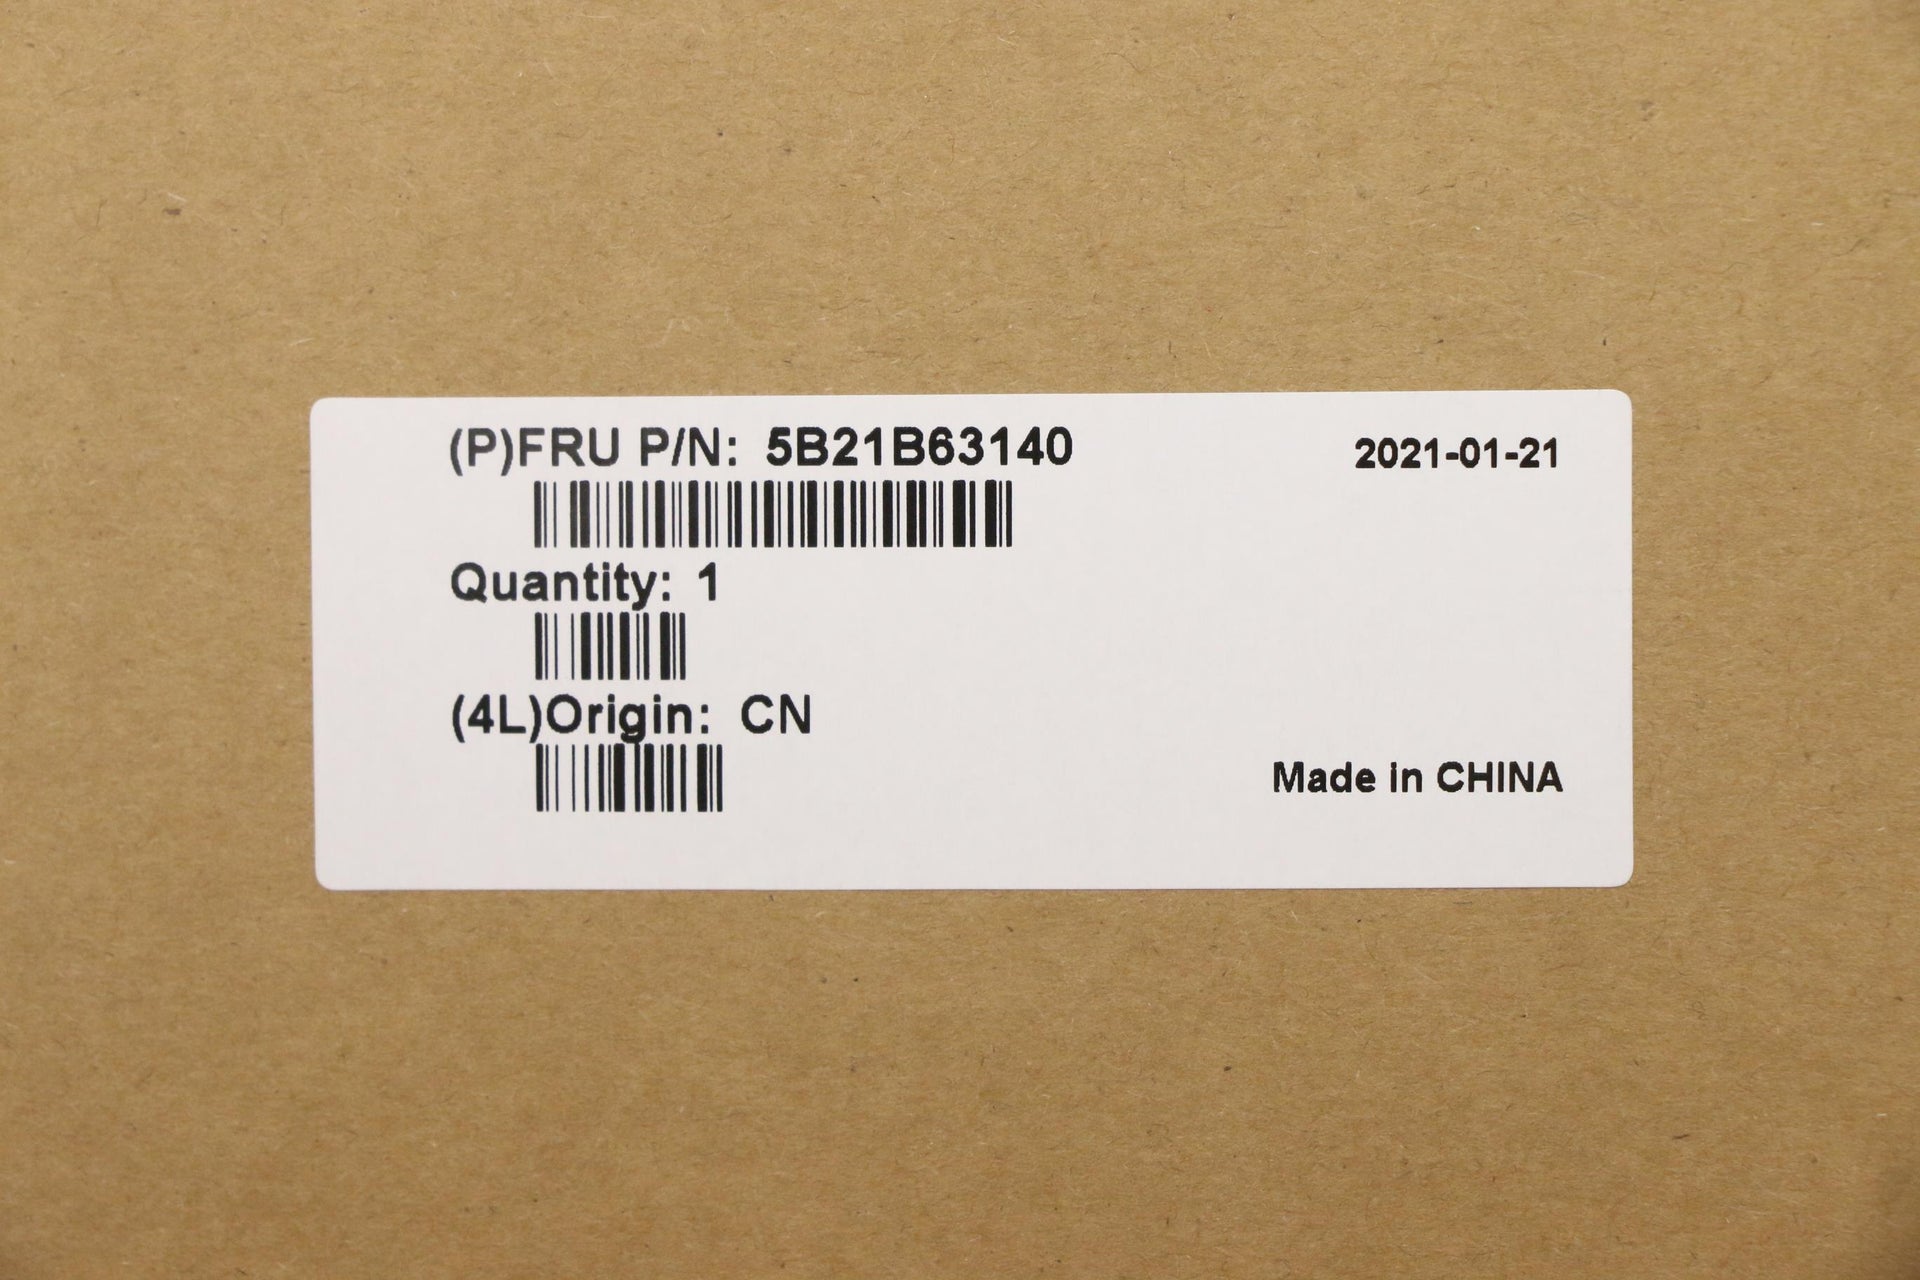 (P)FRU P/N: 5B21B63140
2021-01-21
Quantity: 1
(4L)Origin: CN
Made in CHINA